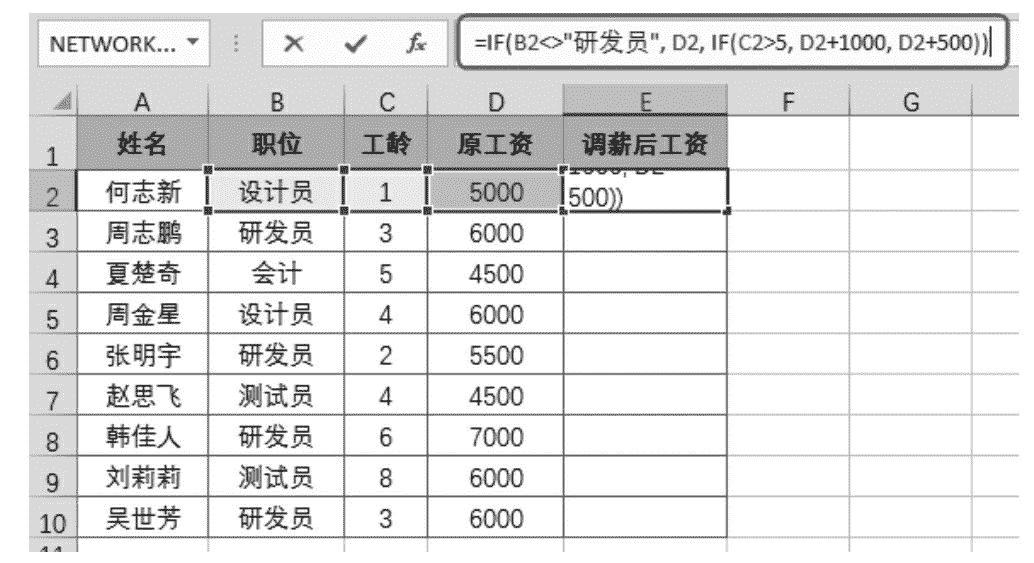 NETWORK... fx =IF(B2<>"研发员", D2, IF(C2>5, D2+1000, D2+500))
A B C D E F G
1 姓名 职位 工龄 原工资 调薪后工资
2 何志新 设计员 1 5000 500))
3 周志鹏 研发员 3 6000
4 夏楚奇 会计 5 4500
5 周金星 设计员 4 6000
6 张明宇 研发员 2 5500
7 赵思飞 测试员 4 4500
8 韩佳人 研发员 6 7000
9 刘莉莉 测试员 8 6000
10 吴世芳 研发员 3 6000